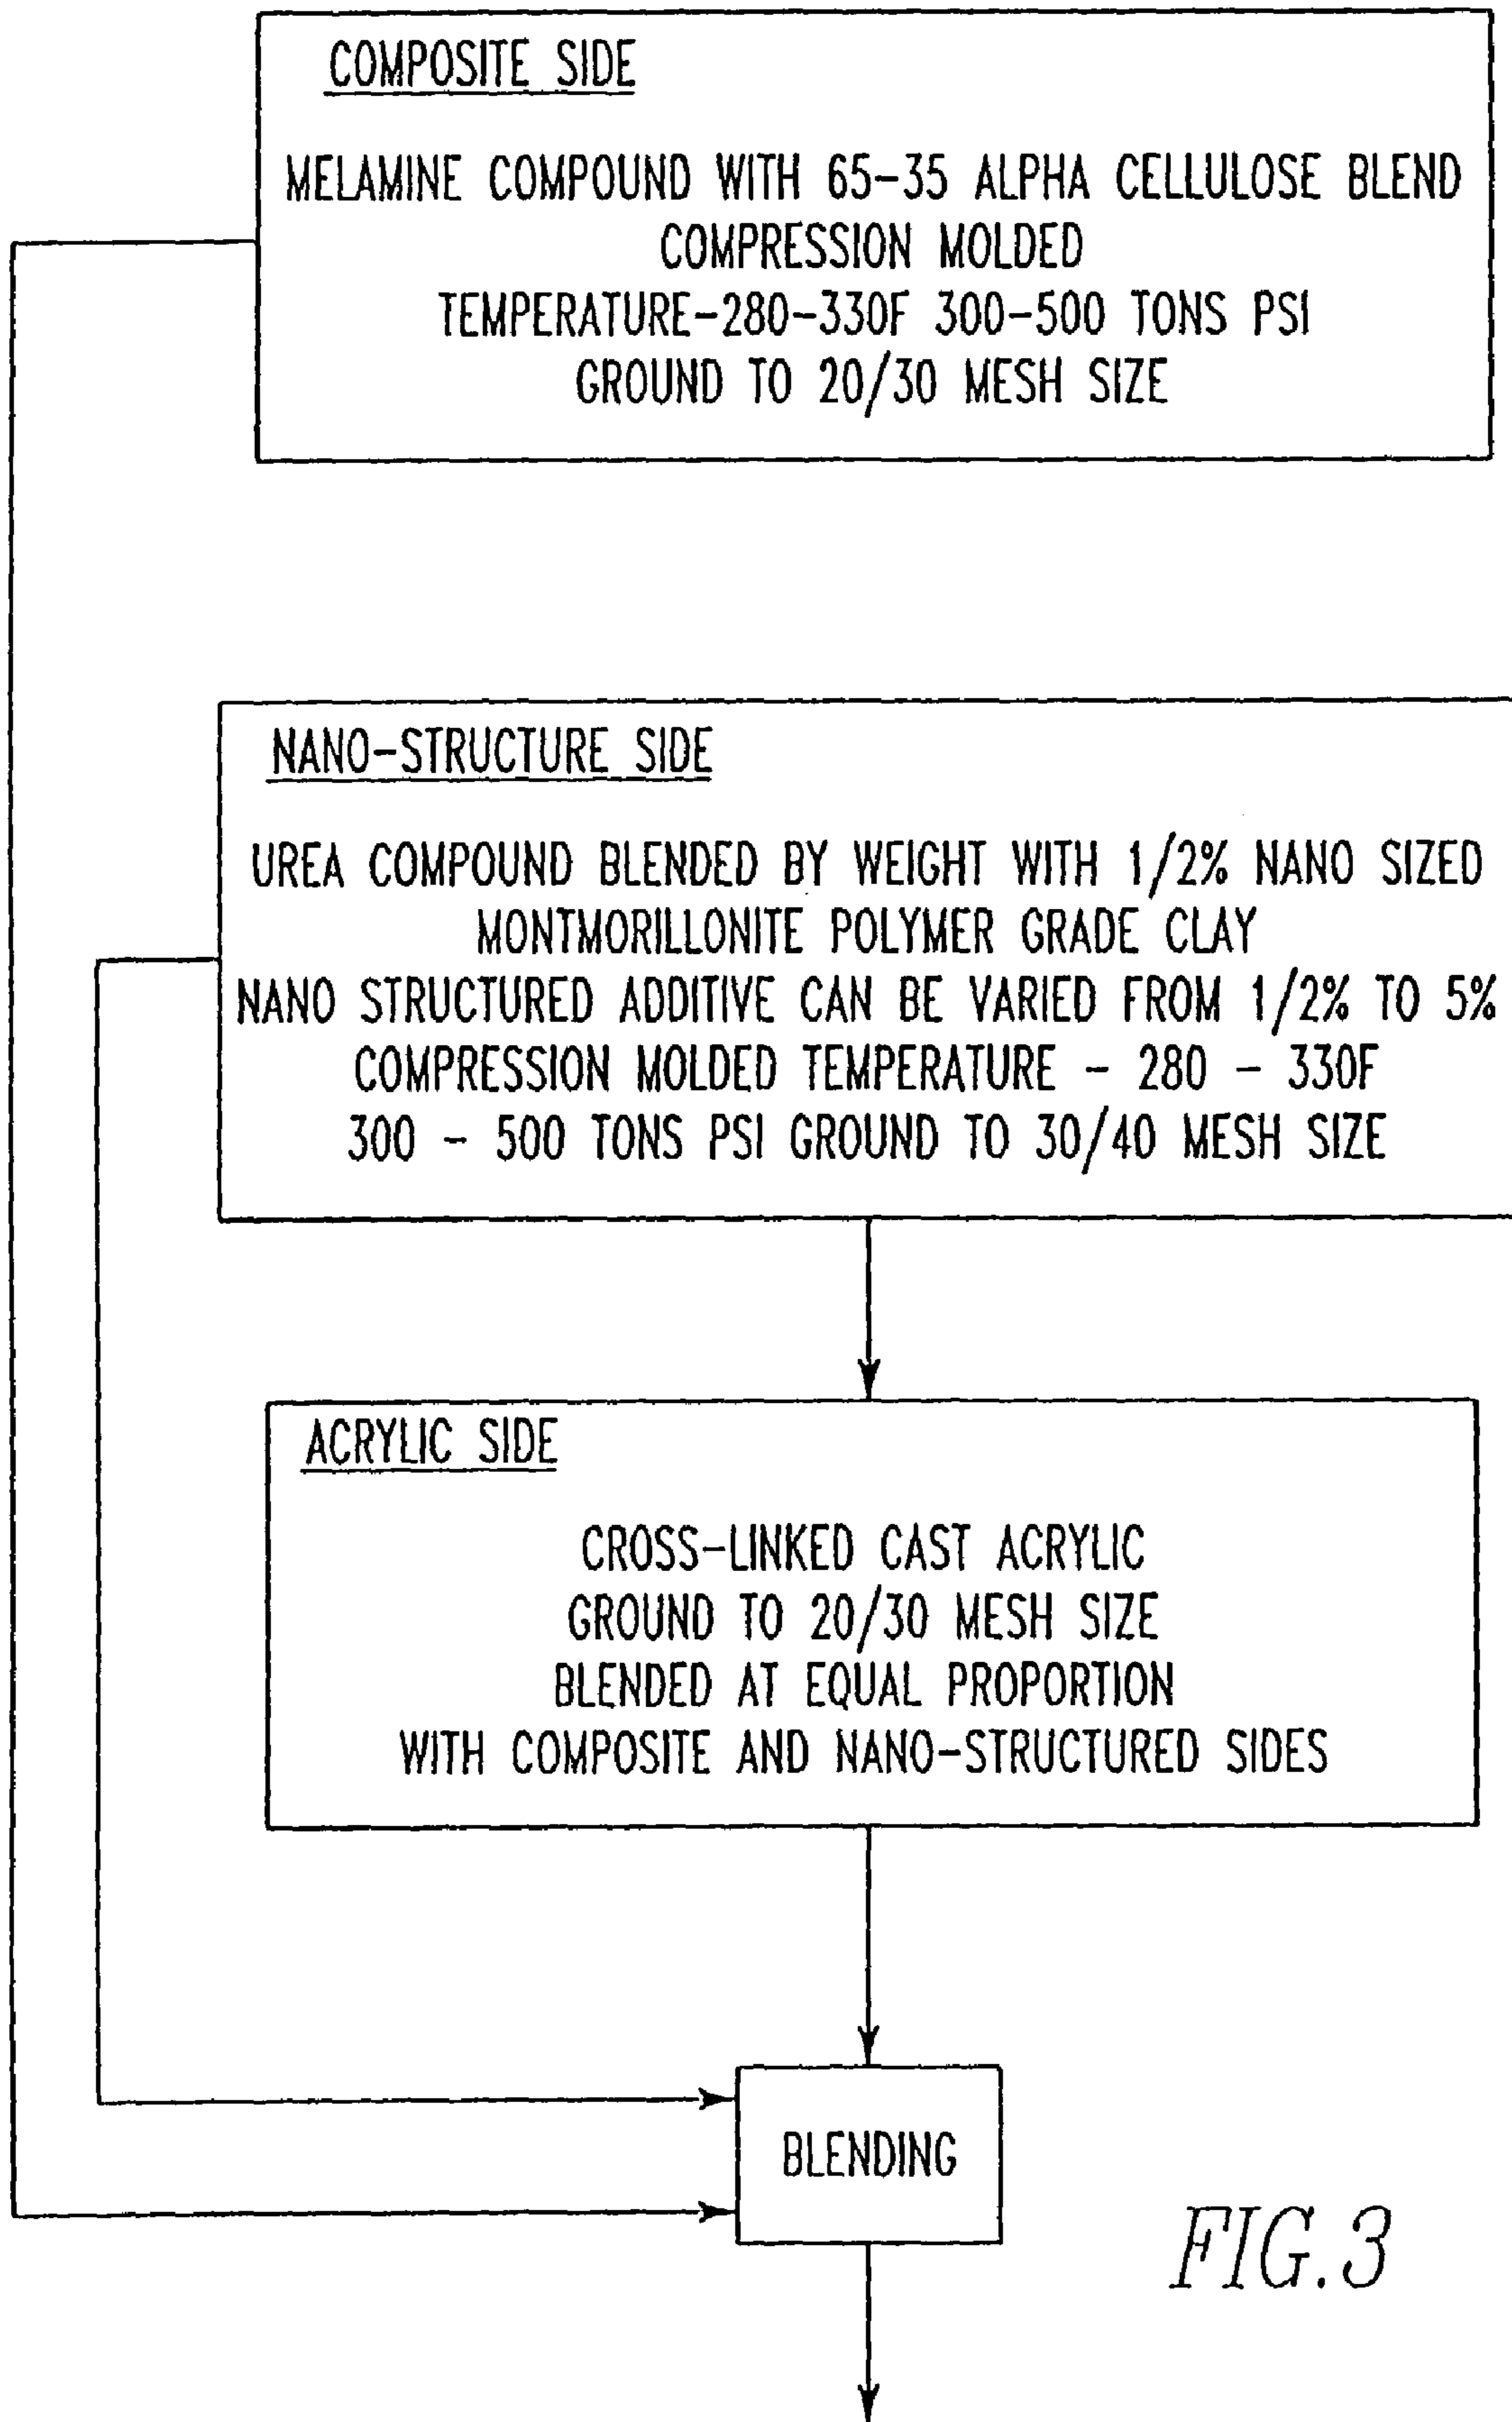 COMPOSITE SIDE
MELAMINE COMPOUND WITH 65-35 ALPHA CELLULOSE BLEND
COMPRESSION MOLDED
TEMPERATURE-280-330F 300-500 TONS PSI
GROUND TO 20/30 MESH SIZE
NANO-STRUCTURE SIDE
UREA COMPOUND BLENDED BY WEIGHT WITH 1/2% NANO SIZED
MONTMORILLONITE POLYMER GRADE CLAY
NANO STRUCTURED ADDITIVE CAN BE VARIED FROM 1/2% TO 5%
COMPRESSION MOLDED TEMPERATURE - 280 - 330F
300 - 500 TONS PSI GROUND TO 30/40 MESH SIZE
ACRYLIC SIDE
CROSS-LINKED CAST ACRYLIC
GROUND TO 20/30 MESH SIZE
BLENDED AT EQUAL PROPORTION
WITH COMPOSITE AND NANO-STRUCTURED SIDES
BLENDING
FIG.3